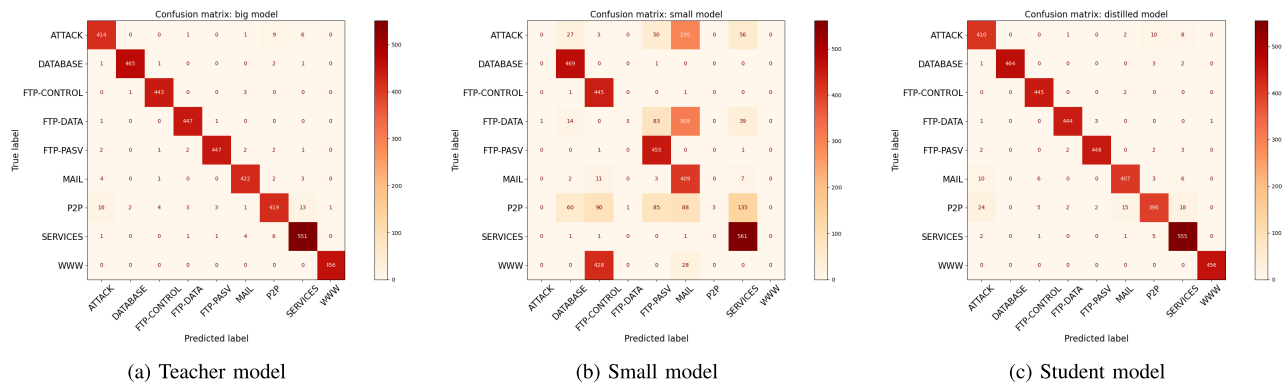 Confusion matrix: big model
True label
ATTACK 414 0 0 1 0 1 9 6 0
DATABASE 1 465 1 0 0 0 2 1 0
FTP-CONTROL 0 1 443 0 0 3 0 0 0
FTP-DATA 1 0 0 447 1 0 0 0 0
FTP-PASV 2 0 1 2 447 2 2 1 0
MAIL 4 0 1 0 0 422 2 3 0
P2P 16 2 4 3 3 1 419 13 1
SERVICES 1 0 0 1 1 4 6 551 0
WWW 0 0 0 0 0 0 0 0 456
ATTACK DATABASE FTP-CONTROL FTP-DATA FTP-PASV MAIL P2P SERVICES WWW
Predicted label
500
400
300
200
100
0
(a) Teacher model
Confusion matrix: small model
True label
ATTACK 0 27 3 0 50 295 0 56 0
DATABASE 0 469 0 0 1 0 0 0 0
FTP-CONTROL 0 1 445 0 0 1 0 0 0
FTP-DATA 1 14 0 3 83 309 0 39 0
FTP-PASV 0 0 1 0 455 0 0 1 0
MAIL 0 2 11 0 3 409 0 7 0
P2P 0 60 90 1 85 88 3 135 0
SERVICES 0 1 1 0 0 1 0 561 0
WWW 0 0 428 0 0 28 0 0 0
ATTACK DATABASE FTP-CONTROL FTP-DATA FTP-PASV MAIL P2P SERVICES WWW
Predicted label
500
400
300
200
100
0
(b) Small model
Confusion matrix: distilled model
True label
ATTACK 410 0 0 1 0 2 10 8 0
DATABASE 1 464 0 0 0 0 3 2 0
FTP-CONTROL 0 0 445 0 0 2 0 0 0
FTP-DATA 1 0 0 444 3 0 0 0 1
FTP-PASV 2 0 0 2 448 0 2 3 0
MAIL 10 0 6 0 0 407 3 6 0
P2P 24 0 5 2 2 15 396 18 0
SERVICES 2 0 1 0 0 1 5 555 0
WWW 0 0 0 0 0 0 0 0 456
ATTACK DATABASE FTP-CONTROL FTP-DATA FTP-PASV MAIL P2P SERVICES WWW
Predicted label
500
400
300
200
100
0
(c) Student model